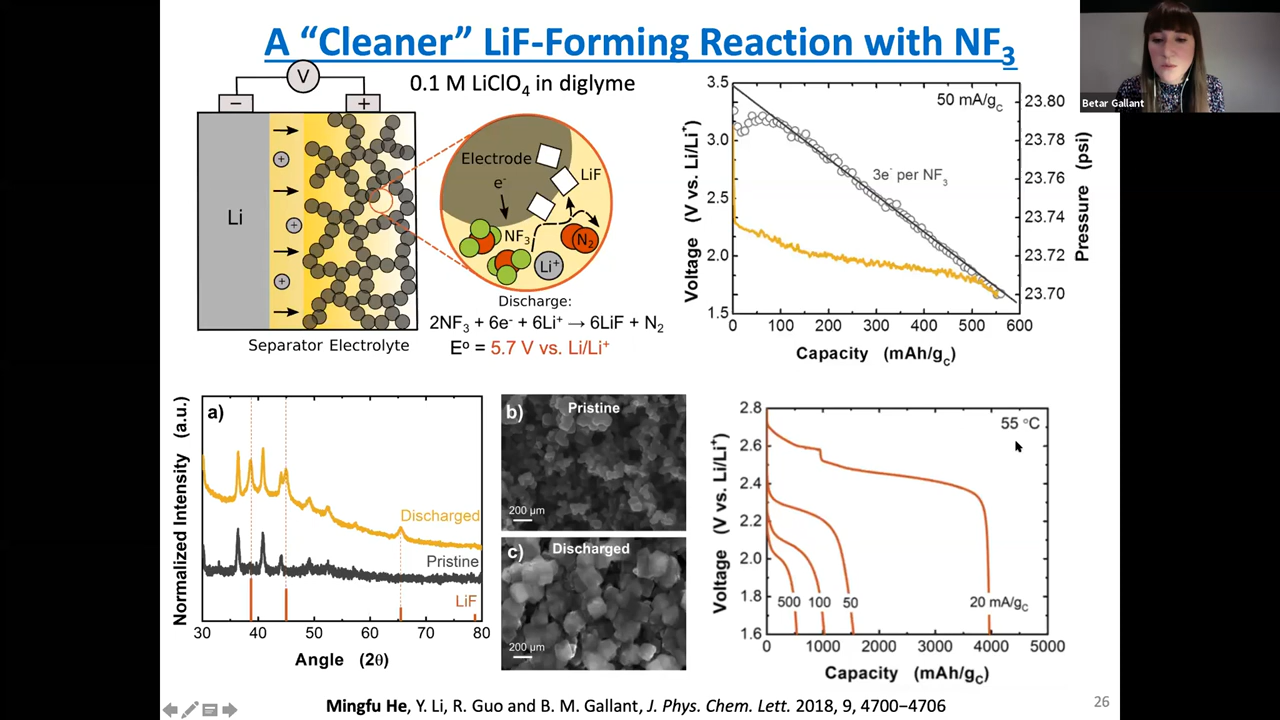 A “Cleaner” LiF-Forming Reaction with NF3
Betar Gallant
V
− +
0.1 M LiClO4 in diglyme
Li
+
+
+
Separator Electrolyte
Electrode
e-
LiF
NF3
N2
Li+
Discharge:
2NF3 + 6e- + 6Li+ → 6LiF + N2
Eo = 5.7 V vs. Li/Li+
Voltage (V vs. Li/Li+)
3.5
3.0
2.5
2.0
1.5
50 mA/gC
3e- per NF3
23.80
23.78
23.76
23.74
23.72
23.70
Pressure (psi)
0 100 200 300 400 500 600
Capacity (mAh/gC)
a)
Normalized Intensity (a.u.)
Discharged
Pristine
LiF
30 40 50 60 70 80
Angle (2θ)
b) Pristine
200 µm
c) Discharged
200 µm
Voltage (V vs. Li/Li+)
2.8
2.6
2.4
2.2
2.0
1.8
1.6
55 °C
500 100 50 20 mA/gC
0 1000 2000 3000 4000 5000
Capacity (mAh/gC)
Mingfu He, Y. Li, R. Guo and B. M. Gallant, J. Phys. Chem. Lett. 2018, 9, 4700−4706
26